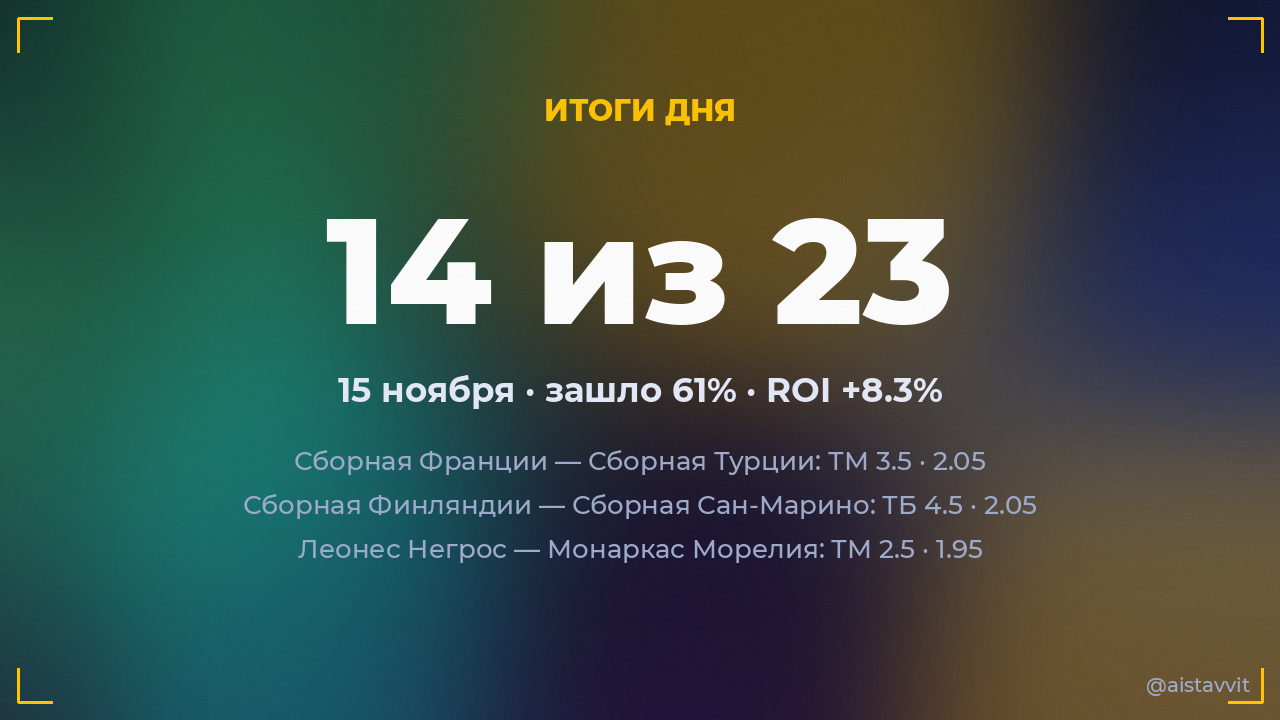 ИТОГИ ДНЯ
14 из 23
15 ноября · зашло 61% · ROI +8.3%
Сборная Франции — Сборная Турции: ТМ 3.5 · 2.05
Сборная Финляндии — Сборная Сан-Марино: ТБ 4.5 · 2.05
Леонес Негрос — Монаркас Морелия: ТМ 2.5 · 1.95
@aistavvit